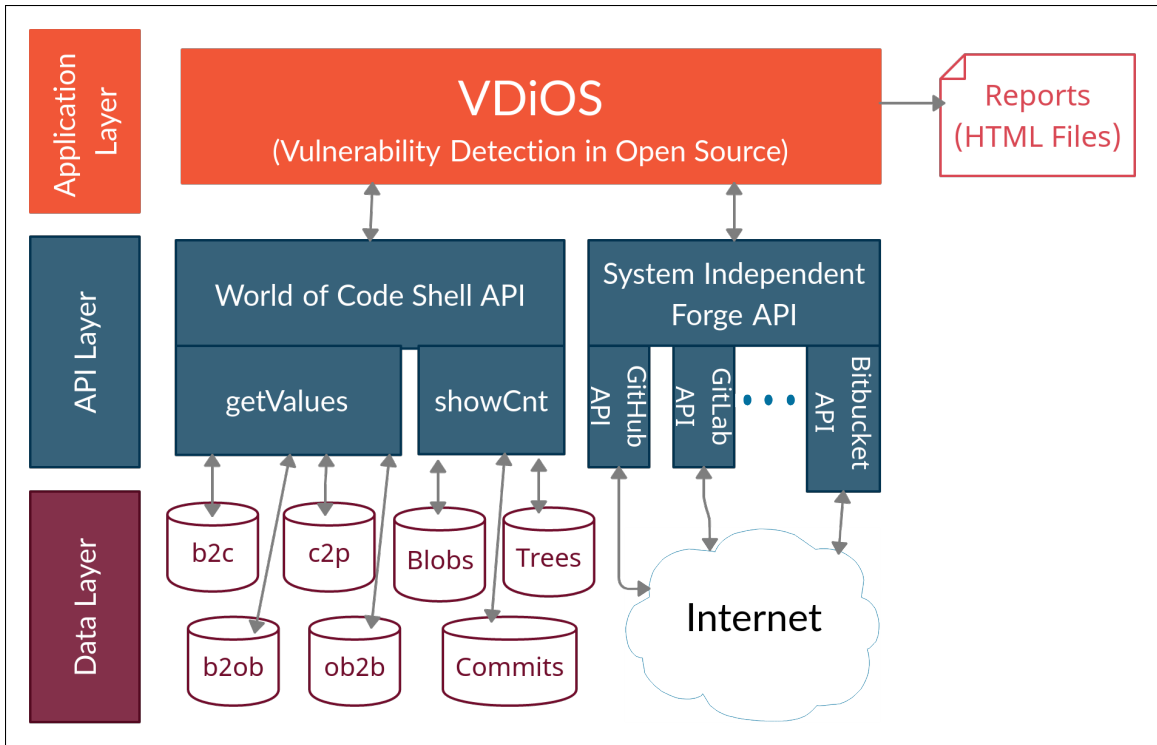 Application
Layer
VDiOS
(Vulnerability Detection in Open Source)
Reports
(HTML Files)
API Layer
World of Code Shell API
System Independent
Forge API
getValues
showCnt
GitHub
API
GitLab
API
Bitbucket
API
Data Layer
b2c
c2p
Blobs
Trees
b2ob
ob2b
Commits
Internet